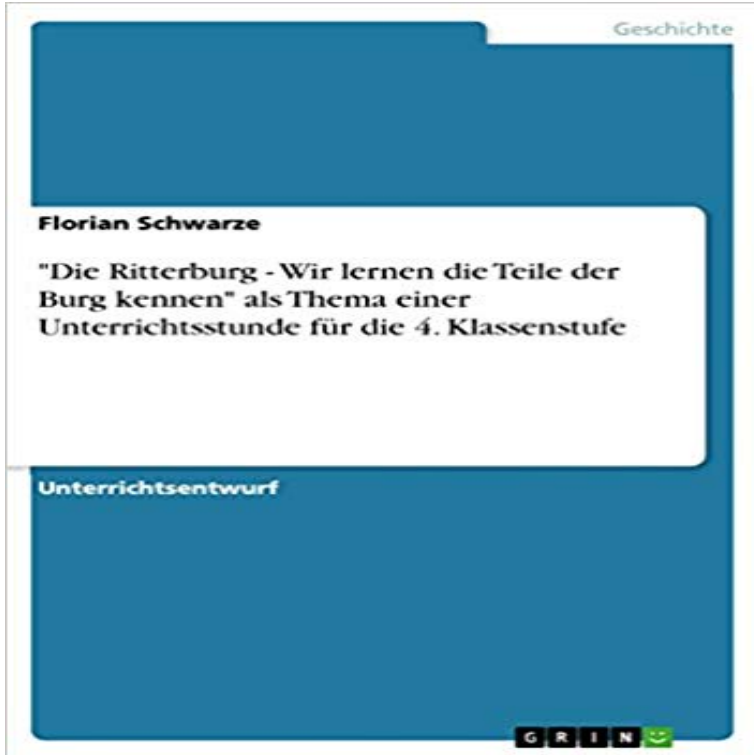 Geschichte
Florian Schwarze
"Die Ritterburg - Wir lernen die Teile der
Burg kennen" als Thema einer
Unterrichtsstunde für die 4. Klassenstufe
Unterrichtsentwurf
GRIN